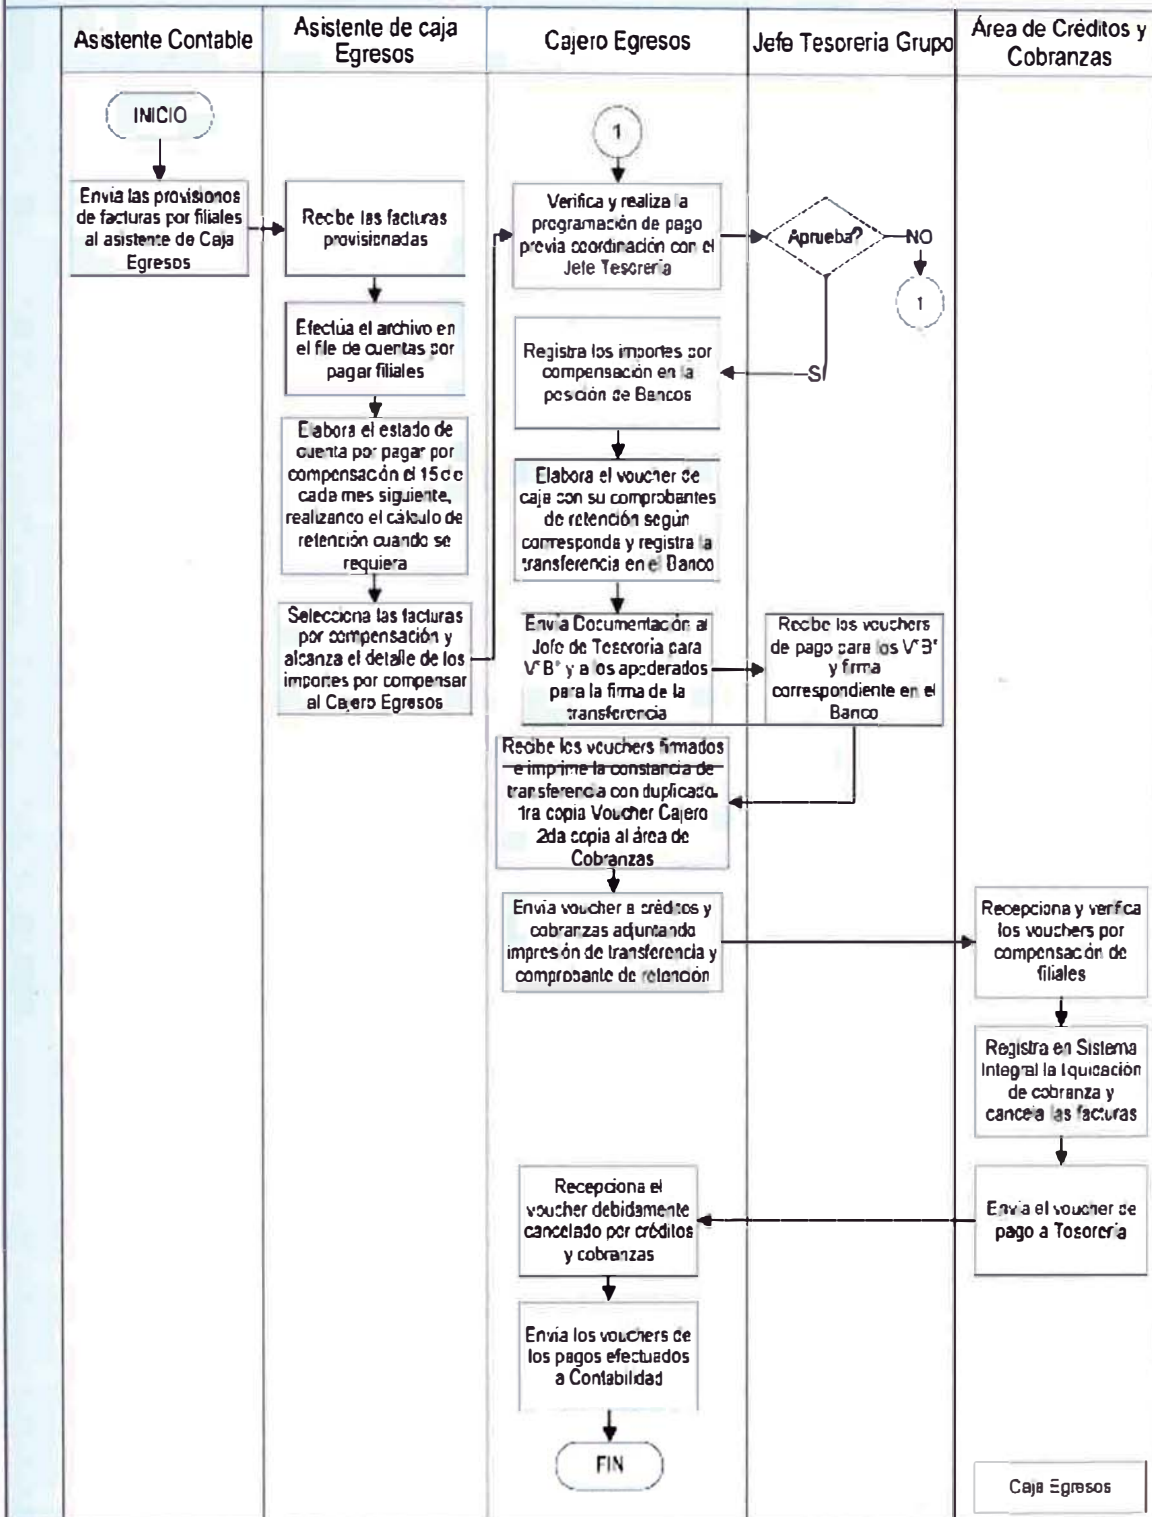 Asistente Contable
Asistente de caja
Egresos
Cajero Egresos
Jefe Tesoreria Grupo
Área de Créditos y
Cobranzas
INICIO
Envia las provisiones
de facturas por filiales
al asistente de Caja
Egresos
Recibe las facturas
provisionadas
Efectúa el archivo en
el file de cuentas por
pagar filiales
Elabora el estado de
cuenta por pagar por
compensación el 15 de
cada mes siguiente,
realizando el cálculo de
retención cuando se
requiera
Selecciona las facturas
por compensación y
alcanza el detalle de los
importes por compensar
al Cajero Egresos
1
Verifica y realiza la
programación de pago
previa coordinación con el
Jefe Tesorería
Aprueba?
NO
1
SI
Registra los importes por
compensación en la
posición de Bancos
Elabora el voucher de
caja con su comprobantes
de retención según
corresponda y registra la
transferencia en el Banco
Envia Documentación al
Jefe de Tesorería para
V°B° y a los apoderados
para la firma de la
transferencia
Recibe los vouchers
de pago para los V°B°
y firma
correspondiente en el
Banco
Recibe los vouchers firmados
e imprime la constancia de
transferencia con duplicado.
1ra copia Voucher Cajero
2da copia al área de
Cobranzas
Envía voucher a créditos y
cobranzas adjuntando
impresión de transferencia y
comprobante de retención
Recepciona y verifica
los vouchers por
compensación de
filiales
Registra en Sistema
Integral la liquidación
de cobranza y
cancela las facturas
Envia el voucher de
pago a Tesorería
Recepciona el
voucher debidamente
cancelado por créditos
y cobranzas
Envía los vouchers de
los pagos efectuados
a Contabilidad
FIN
Caja Egresos